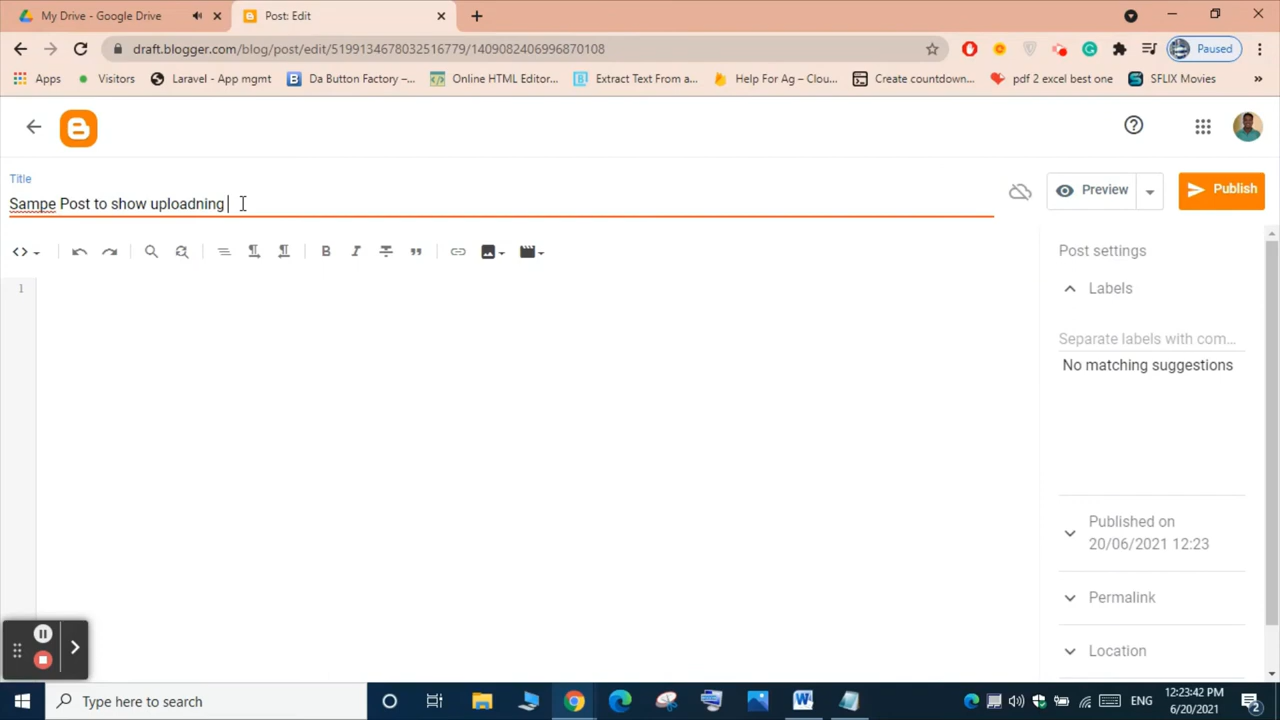 My Drive - Google Drive
Post: Edit
draft.blogger.com/blog/post/edit/5199134678032516779/1409082406996870108
Paused
Apps
Visitors
Laravel - App mgmt
Da Button Factory –...
Online HTML Editor...
Extract Text From a...
Help For Ag – Clou...
Create countdown...
pdf 2 excel best one
SFLIX Movies
»
Title
Sampe Post to show uploadning
Preview
Publish
Post settings
1
Labels
Separate labels with com...
No matching suggestions
Published on
20/06/2021 12:23
Permalink
Location
Type here to search
ENG
12:23:42 PM
6/20/2021
2